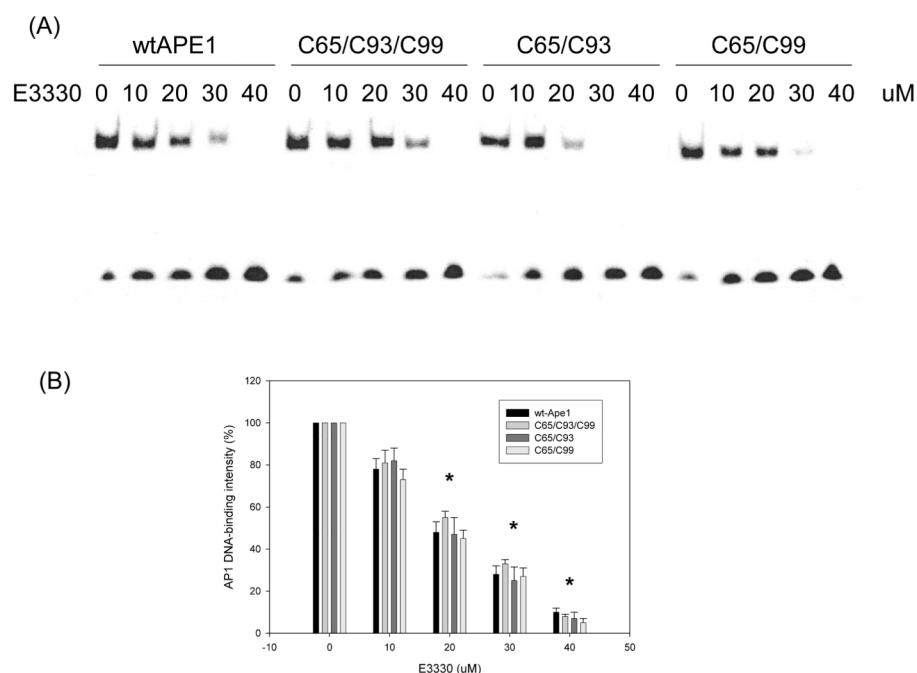 (A)
wtAPE1 C65/C93/C99 C65/C93 C65/C99
E3330 0 10 20 30 40 0 10 20 30 40 0 10 20 30 40 0 10 20 30 40 uM
(B)
120
100
80
60
40
20
0
AP1 DNA-binding intensity (%)
wt-Ape1
C65/C93/C99
C65/C93
C65/C99
*
*
*
-10 0 10 20 30 40 50
E3330 (uM)